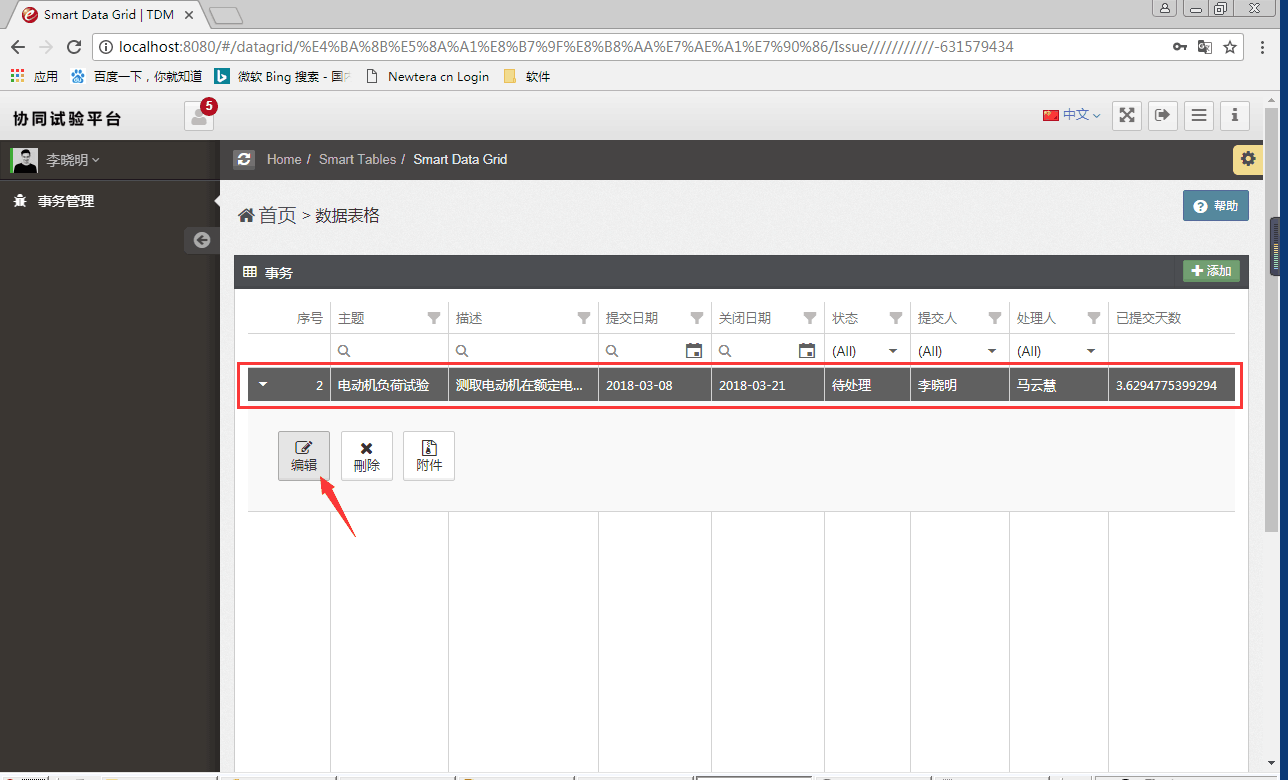 Smart Data Grid | TDM
localhost:8080/#/datagrid/%E4%BA%8B%E5%8A%A1%E8%B7%9F%E8%B8%AA%E7%AE%A1%E7%90%86/Issue///////////-631579434
应用 百度一下，你就知道 微软 Bing 搜索 - 国 Newtera cn Login 软件
协同试验平台 5 中文
李晓明 Home / Smart Tables / Smart Data Grid
事务管理
首页 > 数据表格 帮助
事务 添加
序号 主题 描述 提交日期 关闭日期 状态 提交人 处理人 已提交天数
(All) (All) (All)
2 电动机负荷试验 测取电动机在额定电... 2018-03-08 2018-03-21 待处理 李晓明 马云慧 3.6294775399294
编辑 刪除 附件